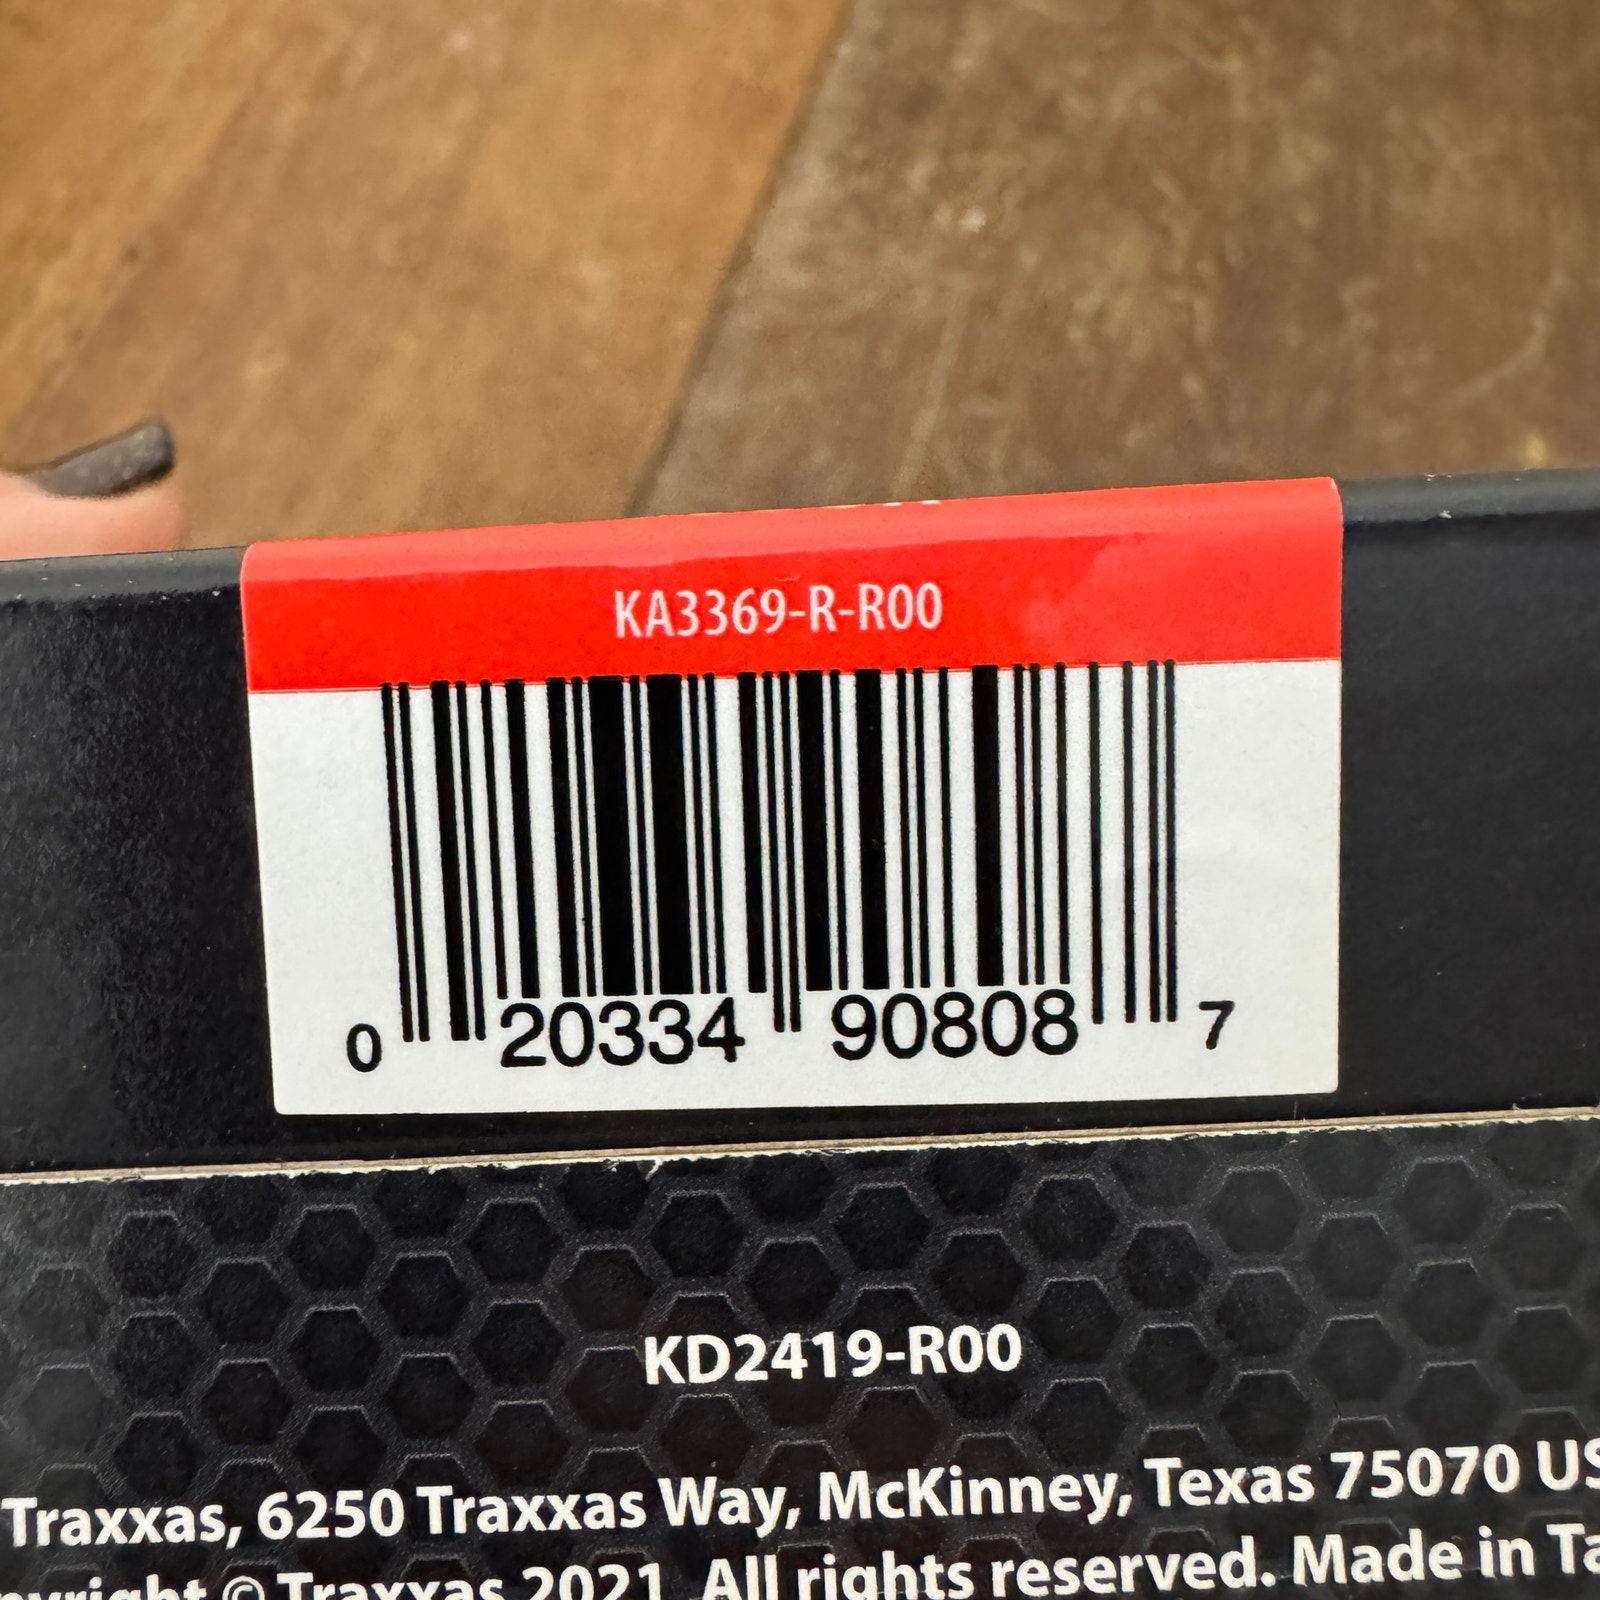 KA3369-R-R00
0 20334 90808 7
KD2419-R00
Traxxas, 6250 Traxxas Way, McKinney, Texas 75070
Traxxas 2021 All rights reserved. Made in